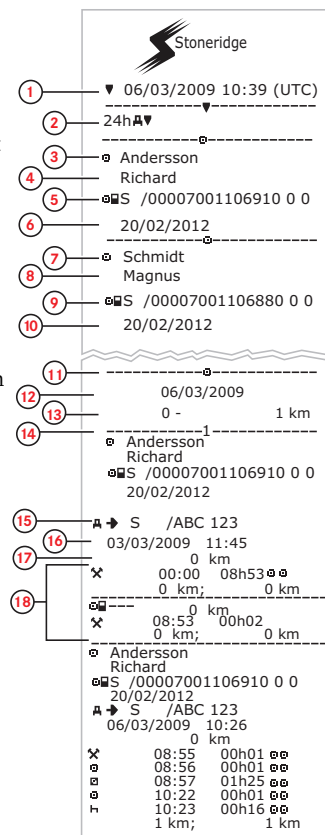 Stoneridge
1 ▼ 06/03/2009 10:39 (UTC)
2 24h
3 Andersson
4 Richard
5 S /00007001106910 0 0
6 20/02/2012
7 Schmidt
8 Magnus
9 S /00007001106880 0 0
10 20/02/2012
11
12 06/03/2009
13 0 - 1 km
14 1
Andersson
Richard
S /00007001106910 0 0
20/02/2012
15 S /ABC 123
16 03/03/2009 11:45
17 0 km
18 00:00 08h53
0 km; 0 km
---
0 km
08:53 00h02
0 km; 0 km
Andersson
Richard
S /00007001106910 0 0
20/02/2012
S /ABC 123
06/03/2009 10:26
0 km
08:55 00h01
08:56 00h01
08:57 01h25
10:22 00h01
10:23 00h16
1 km; 1 km